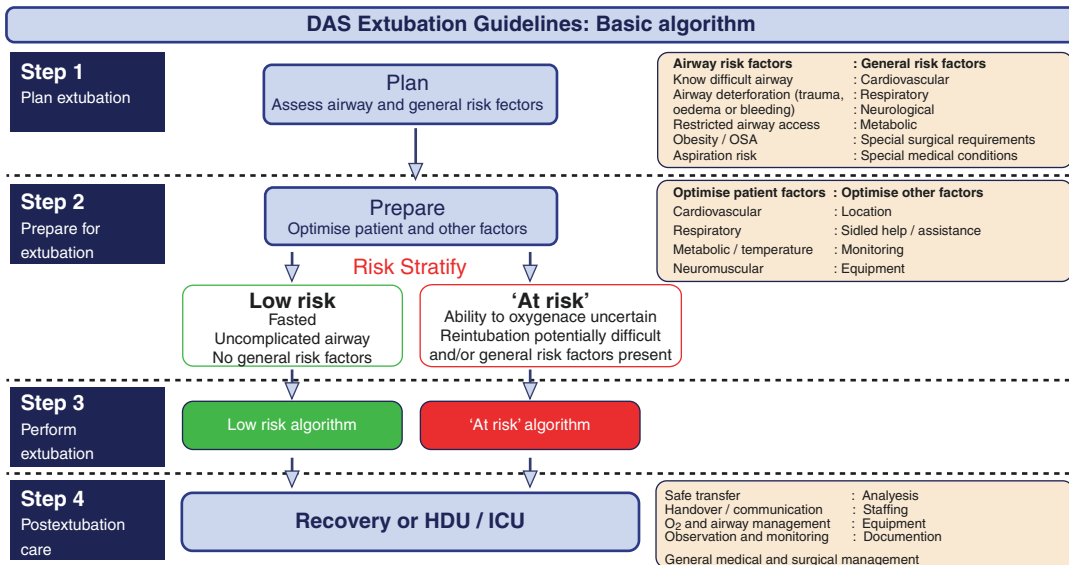 DAS Extubation Guidelines: Basic algorithm
Step 1
Plan extubation
Plan
Assess airway and general risk fectors
Airway risk factors : General risk factors
Know difficult airway : Cardiovascular
Airway deterforation (trauma, : Respiratory
oedema or bleeding) : Neurological
Restricted airway access : Metabolic
Obesity / OSA : Special surgical requirements
Aspiration risk : Special medical conditions
Step 2
Prepare for
extubation
Prepare
Optimise patient and other factors
Optimise patient factors : Optimise other factors
Cardiovascular : Location
Respiratory : Sidled help / assistance
Metabolic / temperature : Monitoring
Neuromuscular : Equipment
Risk Stratify
Low risk
Fasted
Uncomplicated airway
No general risk factors
‘At risk’
Ability to oxygenace uncertain
Reintubation potentially difficult
and/or general risk factors present
Step 3
Perform
extubation
Low risk algorithm
‘At risk’ algorithm
Step 4
Postextubation
care
Recovery or HDU / ICU
Safe transfer : Analysis
Handover / communication : Staffing
O₂ and airway management : Equipment
Observation and monitoring : Documention
General medical and surgical management